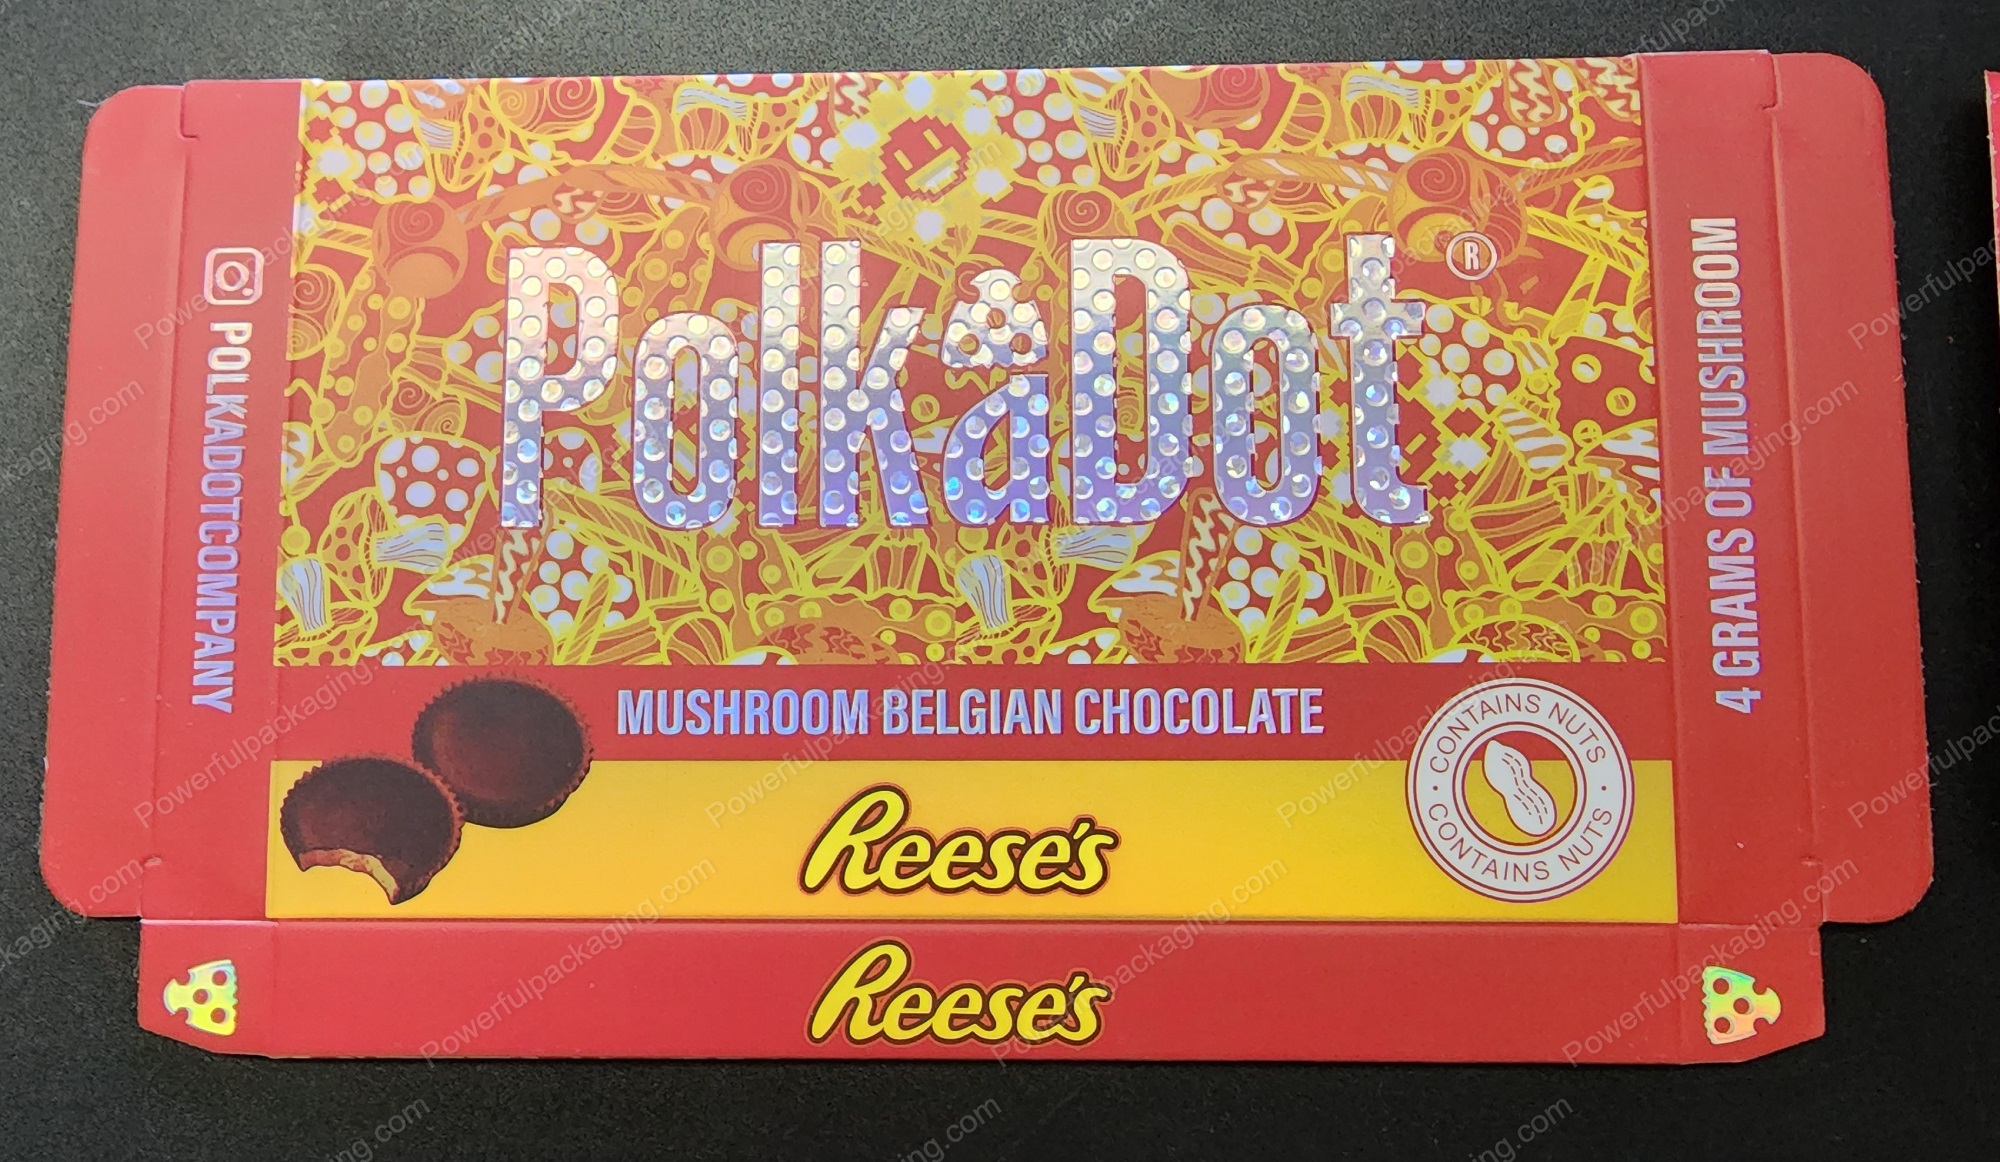 PolkaDot
®
POLKADOTCOMPANY
4 GRAMS OF MUSHROOM
MUSHROOM BELGIAN CHOCOLATE
CONTAINS NUTS · CONTAINS NUTS ·
Reese's
Reese's
Powerfulpackaging.com